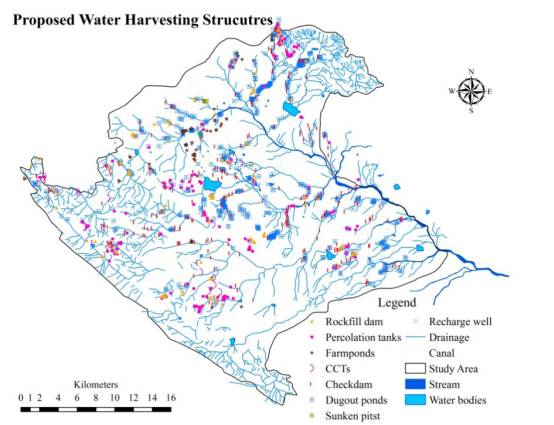 Proposed Water Harvesting Strucutres
N
W E
S
Legend
Rockfill dam
Percolation tanks
Farmponds
CCTs
Checkdam
Dugout ponds
Sunken pitst
Recharge well
Drainage
Canal
Study Area
Stream
Water bodies
Kilometers
0 1 2 4 6 8 10 12 14 16